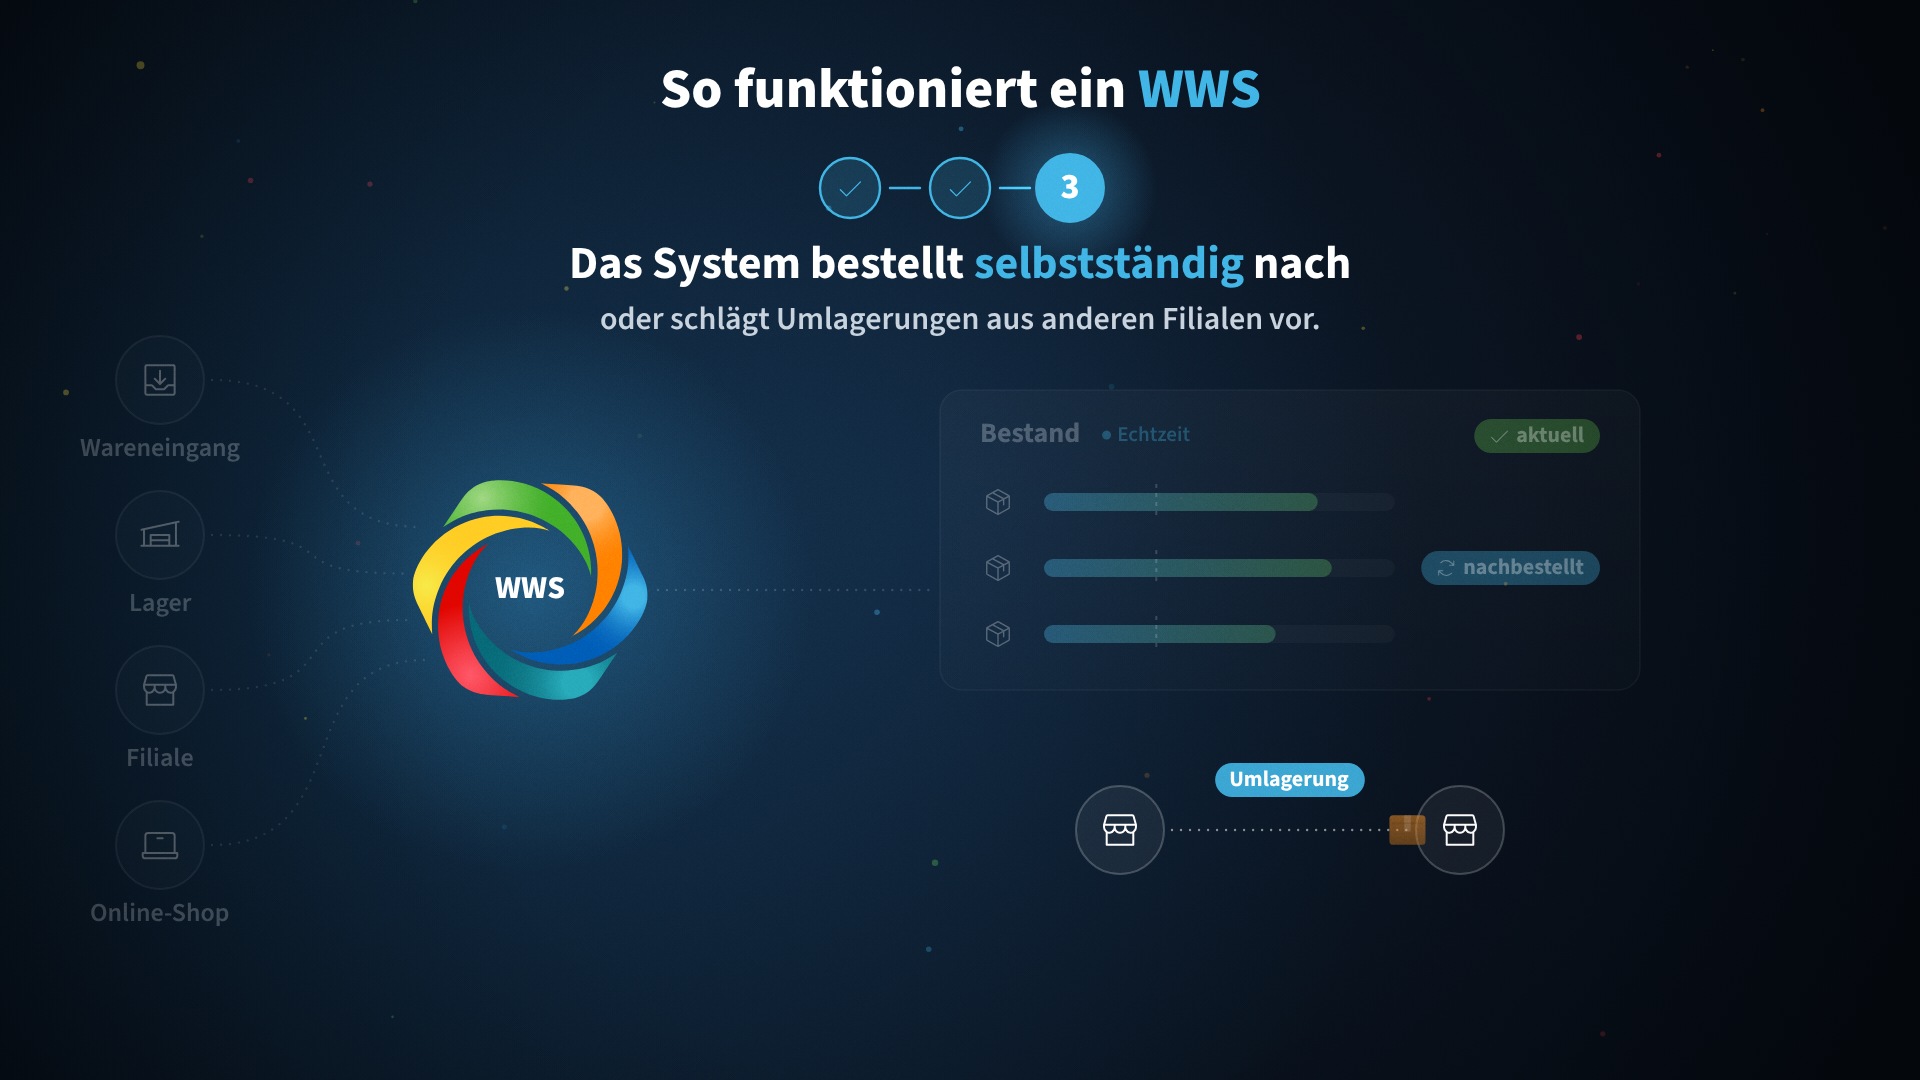 So funktioniert ein WWS
3
Das System bestellt selbstständig nach
oder schlägt Umlagerungen aus anderen Filialen vor.
Wareneingang
Lager
Filiale
Online-Shop
WWS
Bestand
Echtzeit
aktuell
nachbestellt
Umlagerung